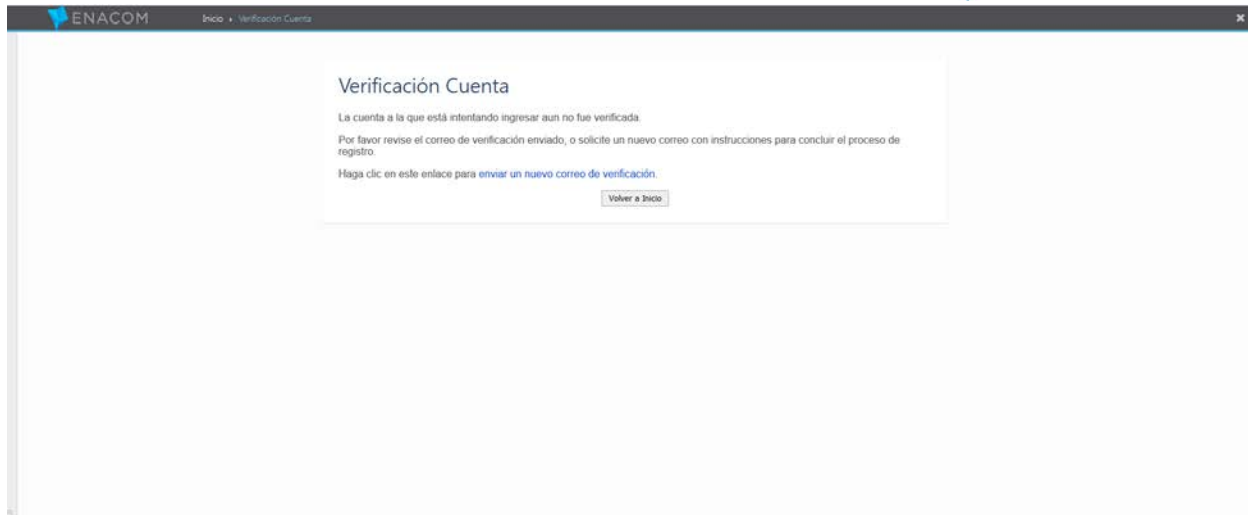 ENACOM Inicio › Verificación Cuenta
Verificación Cuenta
La cuenta a la que está intentando ingresar aun no fue verificada.
Por favor revise el correo de verificación enviado, o solicite un nuevo correo con instrucciones para concluir el proceso de
registro.
Haga clic en este enlace para enviar un nuevo correo de verificación.
Volver a Inicio